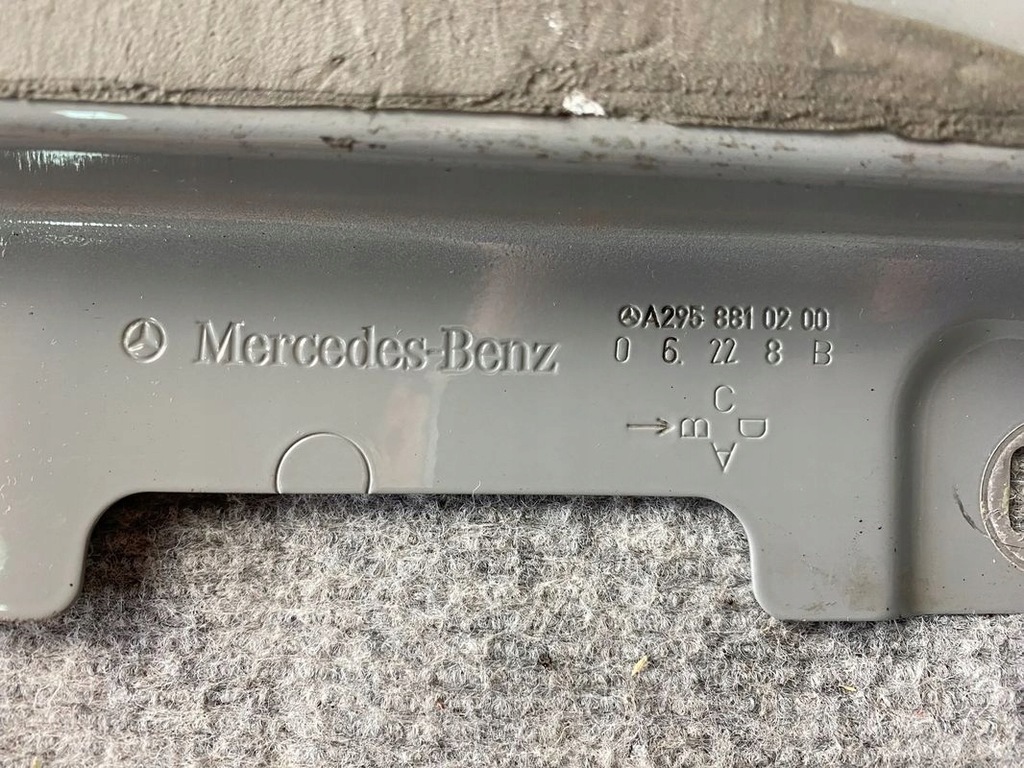 Mercedes-Benz
A295 881 02 00
0 6. 22 8 B
C
→ B D
A